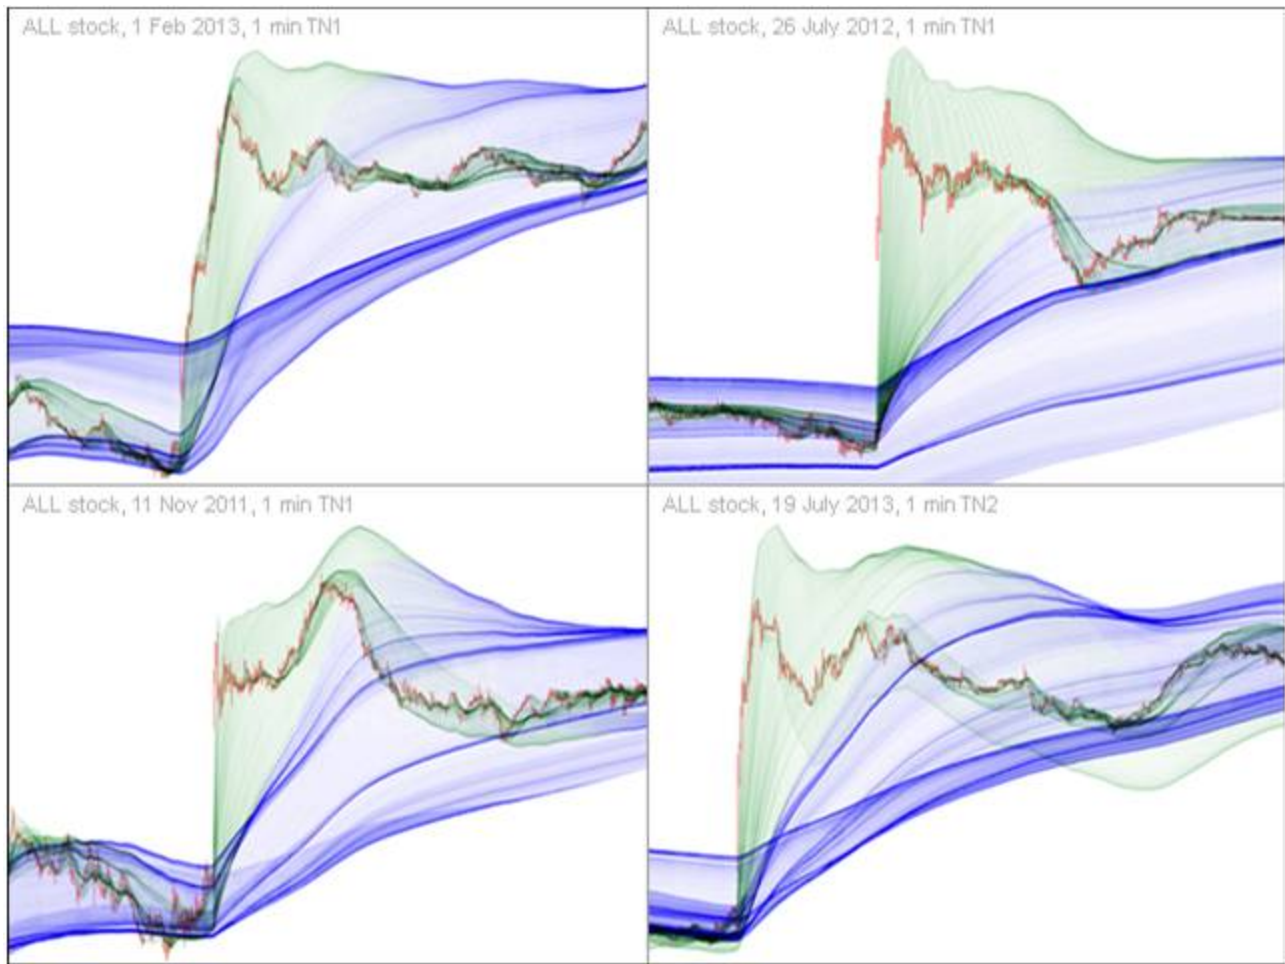 ALL stock, 1 Feb 2013, 1 min TN1
ALL stock, 26 July 2012, 1 min TN1
ALL stock, 11 Nov 2011, 1 min TN1
ALL stock, 19 July 2013, 1 min TN2